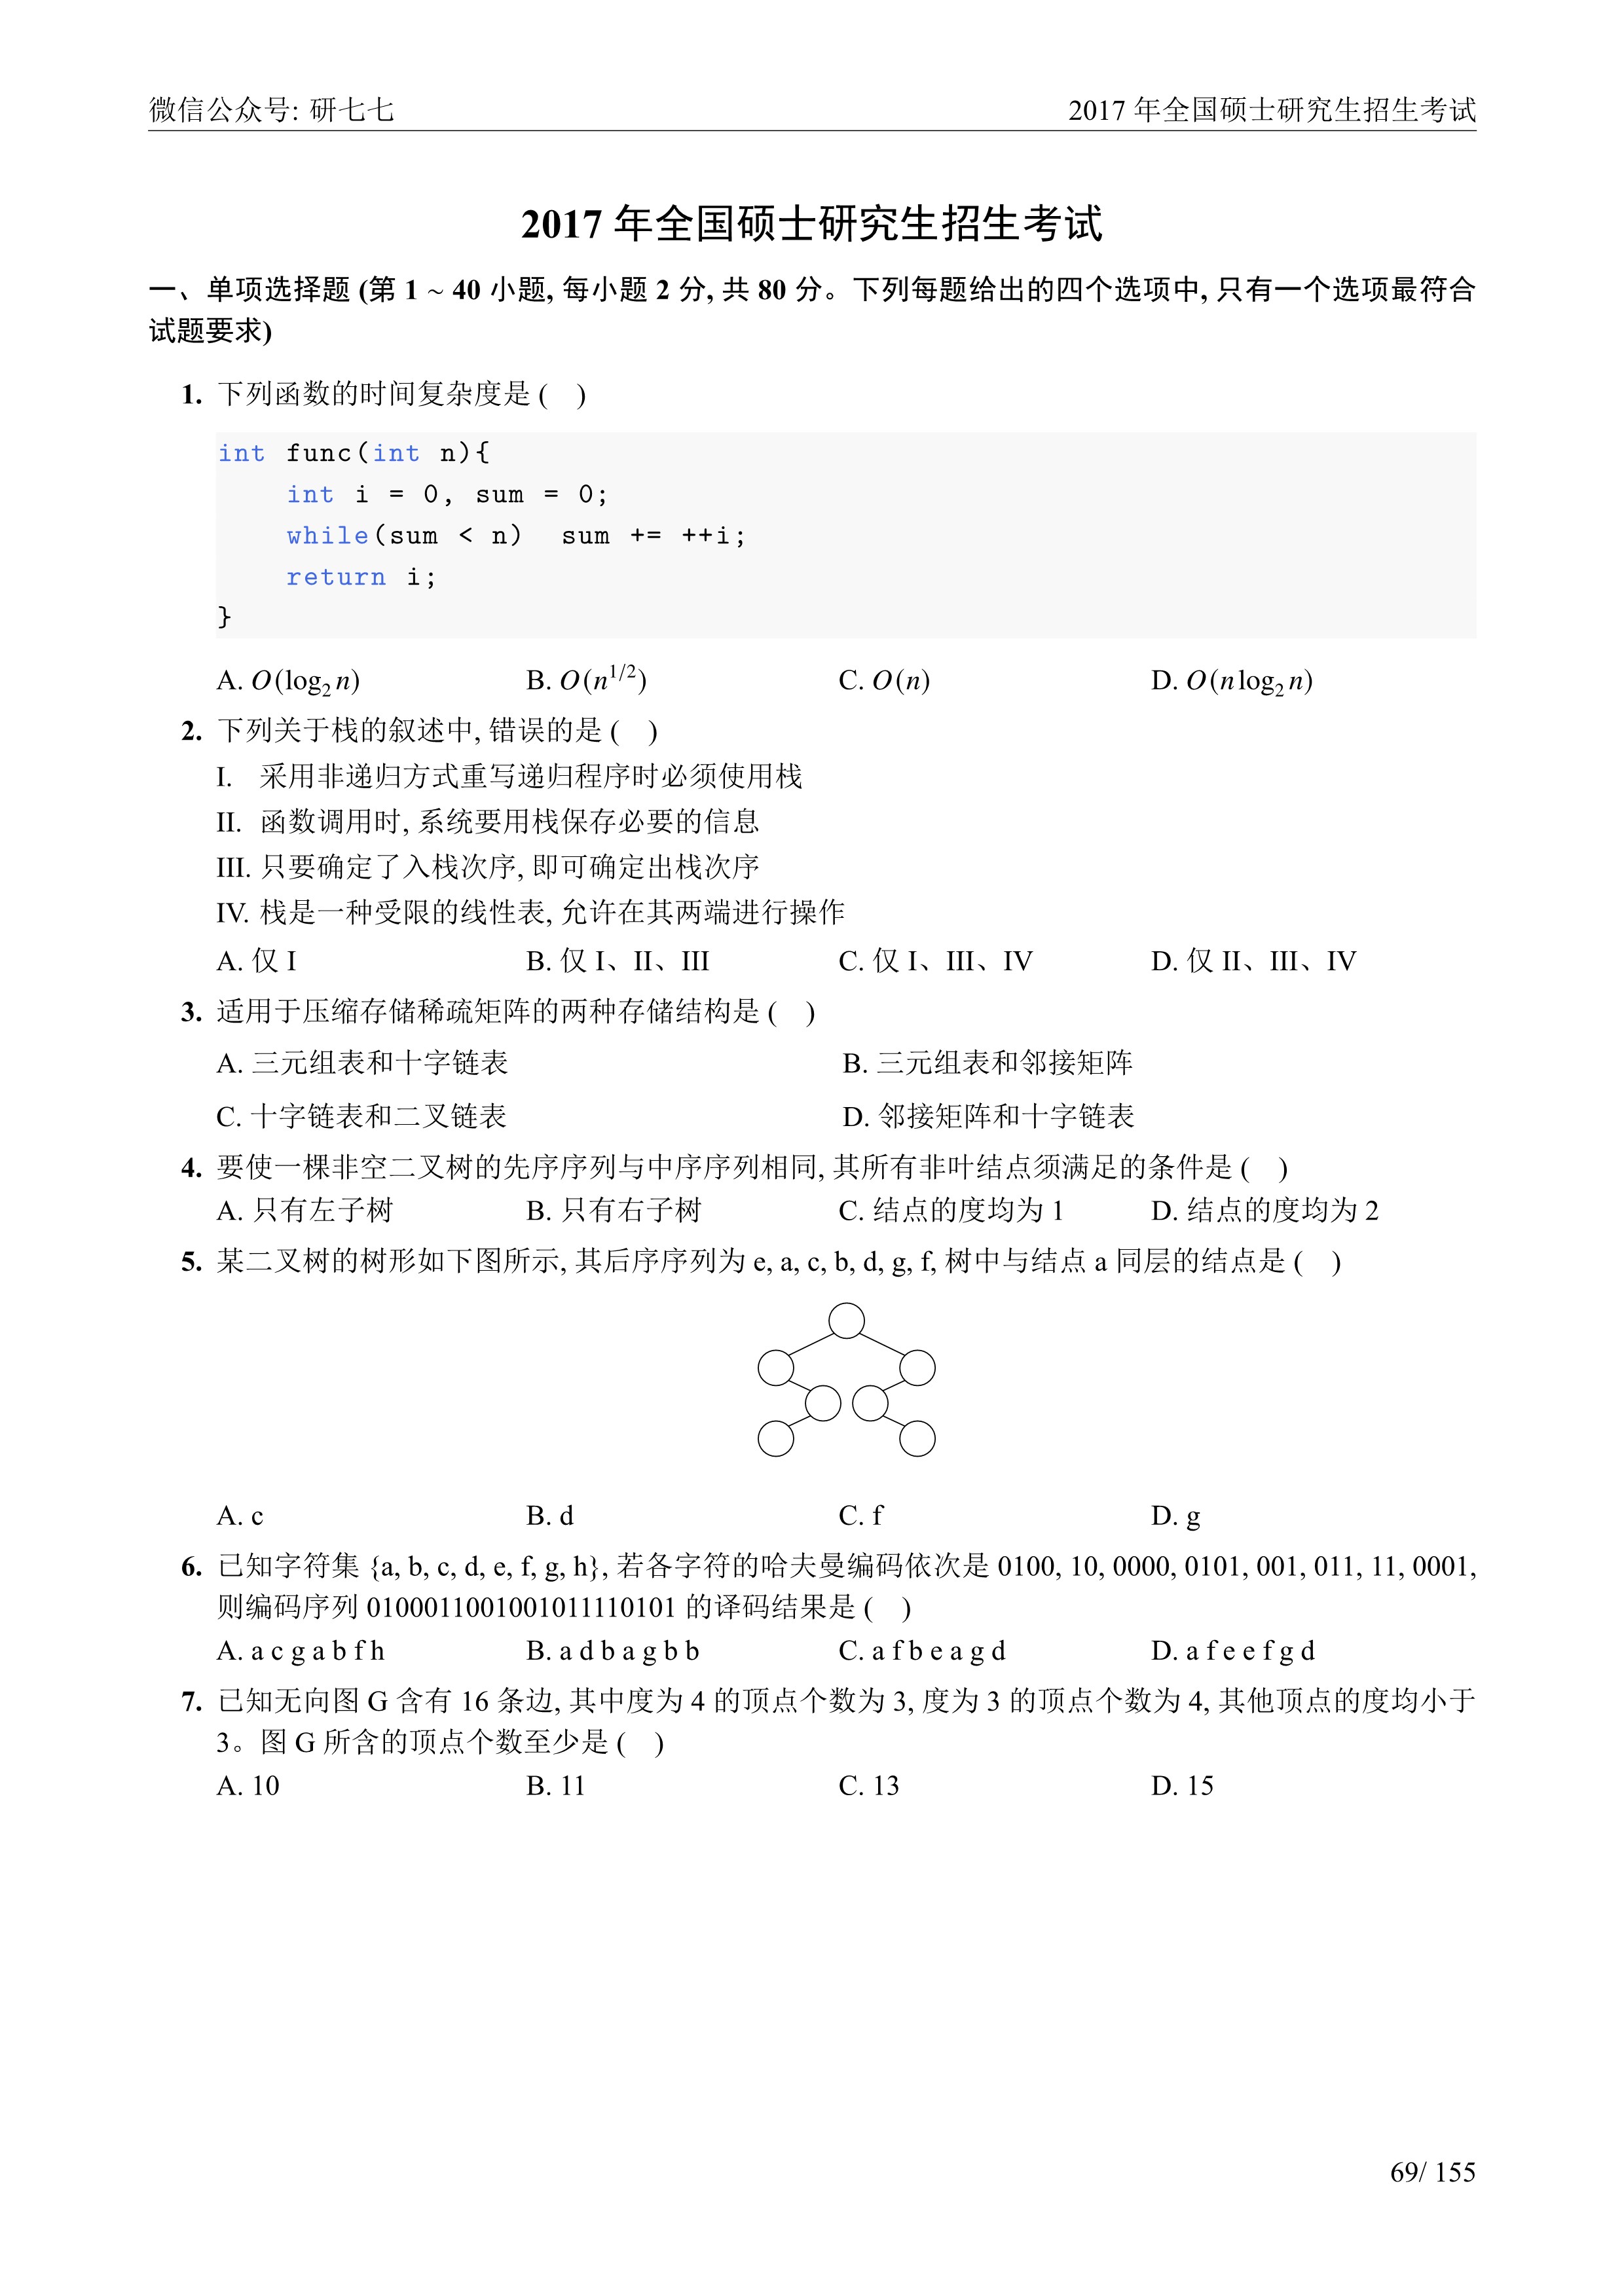 微信公众号: 研七七
2017 年全国硕士研究生招生考试
2017 年全国硕士研究生招生考试
一、单项选择题 (第 1 ~ 40 小题, 每小题 2 分, 共 80 分。下列每题给出的四个选项中, 只有一个选项最符合
试题要求)
1. 下列函数的时间复杂度是 ( )
int func(int n){
    int i = 0, sum = 0;
    while(sum < n)  sum += ++i;
    return i;
}
A. O(log₂ n) B. O(n^{1/2}) C. O(n) D. O(n log₂ n)
2. 下列关于栈的叙述中, 错误的是 ( )
I. 采用非递归方式重写递归程序时必须使用栈
II. 函数调用时, 系统要用栈保存必要的信息
III. 只要确定了入栈次序, 即可确定出栈次序
IV. 栈是一种受限的线性表, 允许在其两端进行操作
A. 仅 I B. 仅 I、II、III C. 仅 I、III、IV D. 仅 II、III、IV
3. 适用于压缩存储稀疏矩阵的两种存储结构是 ( )
A. 三元组表和十字链表 B. 三元组表和邻接矩阵
C. 十字链表和二叉链表 D. 邻接矩阵和十字链表
4. 要使一棵非空二叉树的先序序列与中序序列相同, 其所有非叶结点须满足的条件是 ( )
A. 只有左子树 B. 只有右子树 C. 结点的度均为 1 D. 结点的度均为 2
5. 某二叉树的树形如下图所示, 其后序序列为 e, a, c, b, d, g, f, 树中与结点 a 同层的结点是 ( )
A. c B. d C. f D. g
6. 已知字符集 {a, b, c, d, e, f, g, h}, 若各字符的哈夫曼编码依次是 0100, 10, 0000, 0101, 001, 011, 11, 0001,
则编码序列 0100011001001011110101 的译码结果是 ( )
A. a c g a b f h B. a d b a g b b C. a f b e a g d D. a f e e f g d
7. 已知无向图 G 含有 16 条边, 其中度为 4 的顶点个数为 3, 度为 3 的顶点个数为 4, 其他顶点的度均小于
3。图 G 所含的顶点个数至少是 ( )
A. 10 B. 11 C. 13 D. 15
69/ 155